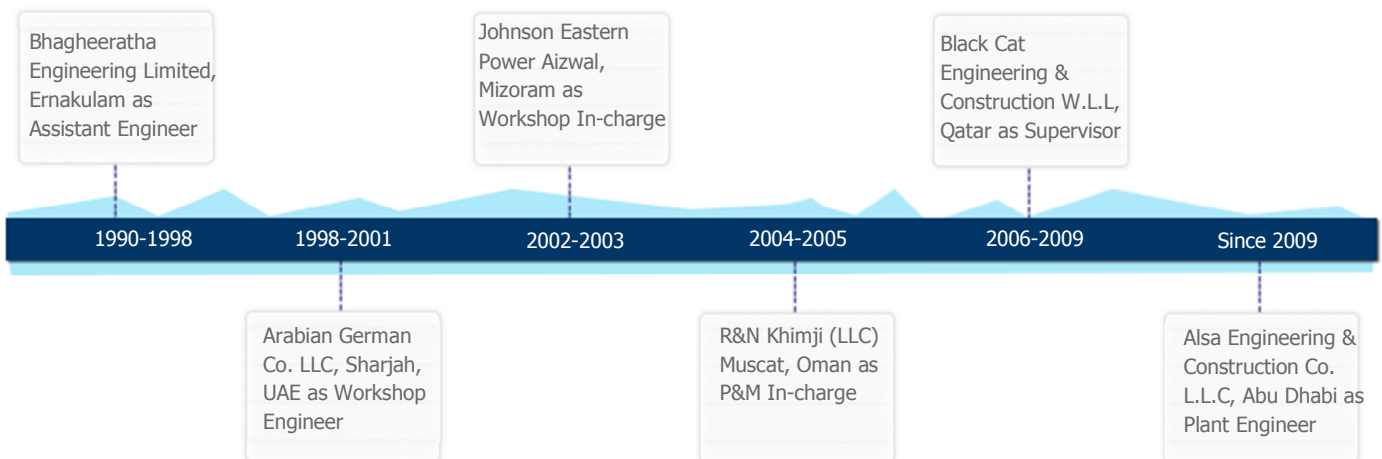 Bhagheeratha
Engineering Limited,
Ernakulam as
Assistant Engineer
Johnson Eastern
Power Aizwal,
Mizoram as
Workshop In-charge
Black Cat
Engineering &
Construction W.L.L,
Qatar as Supervisor
1990-1998
1998-2001
2002-2003
2004-2005
2006-2009
Since 2009
Arabian German
Co. LLC, Sharjah,
UAE as Workshop
Engineer
R&N Khimji (LLC)
Muscat, Oman as
P&M In-charge
Alsa Engineering &
Construction Co.
L.L.C, Abu Dhabi as
Plant Engineer